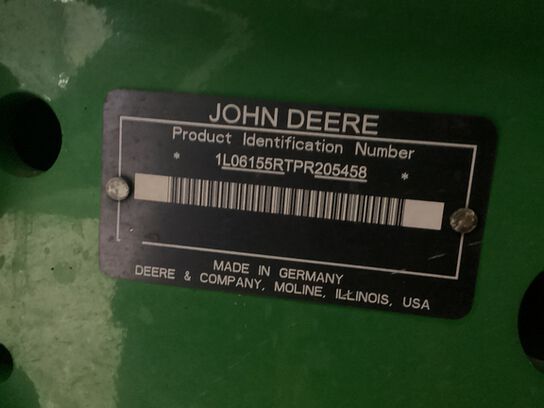 JOHN DEERE
Product Identification Number
* 1L06155RTPR205458 *
MADE IN GERMANY
DEERE & COMPANY, MOLINE, ILLINOIS, USA